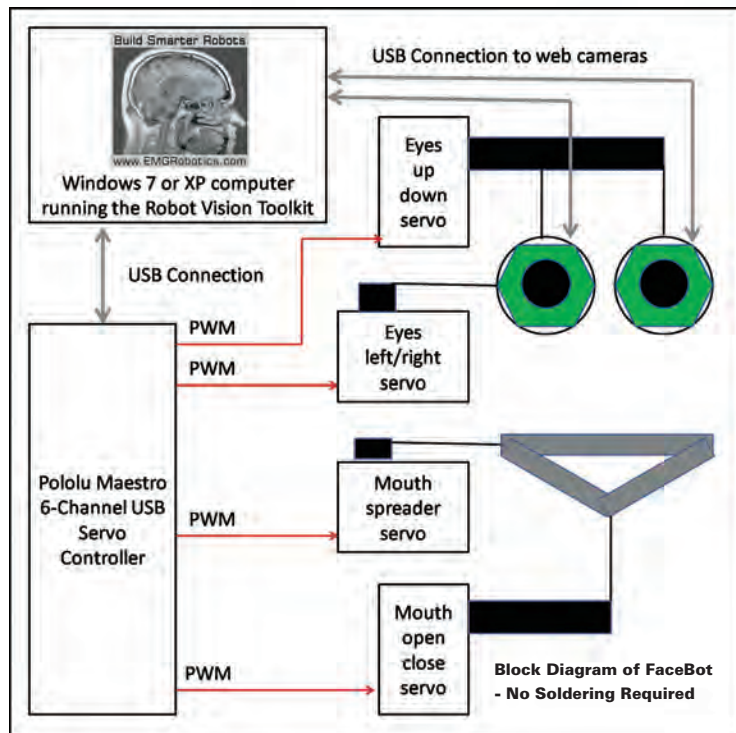 Build Smarter Robots
www.EMGRobotics.com
Windows 7 or XP computer
running the Robot Vision Toolkit
USB Connection to web cameras
Eyes
up
down
servo
USB Connection
PWM
PWM
Eyes
left/right
servo
Pololu Maestro
6-Channel USB
Servo
Controller
PWM
Mouth
spreader
servo
PWM
Mouth
open
close
servo
Block Diagram of FaceBot
- No Soldering Required